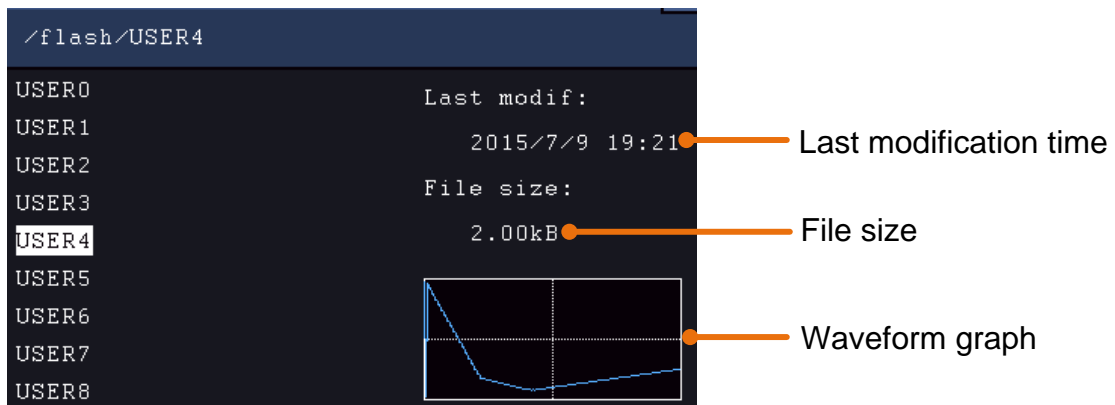 /flash/USER4
USER0
USER1
USER2
USER3
USER4
USER5
USER6
USER7
USER8
Last modif:
2015/7/9 19:21
File size:
2.00kB
Last modification time
File size
Waveform graph